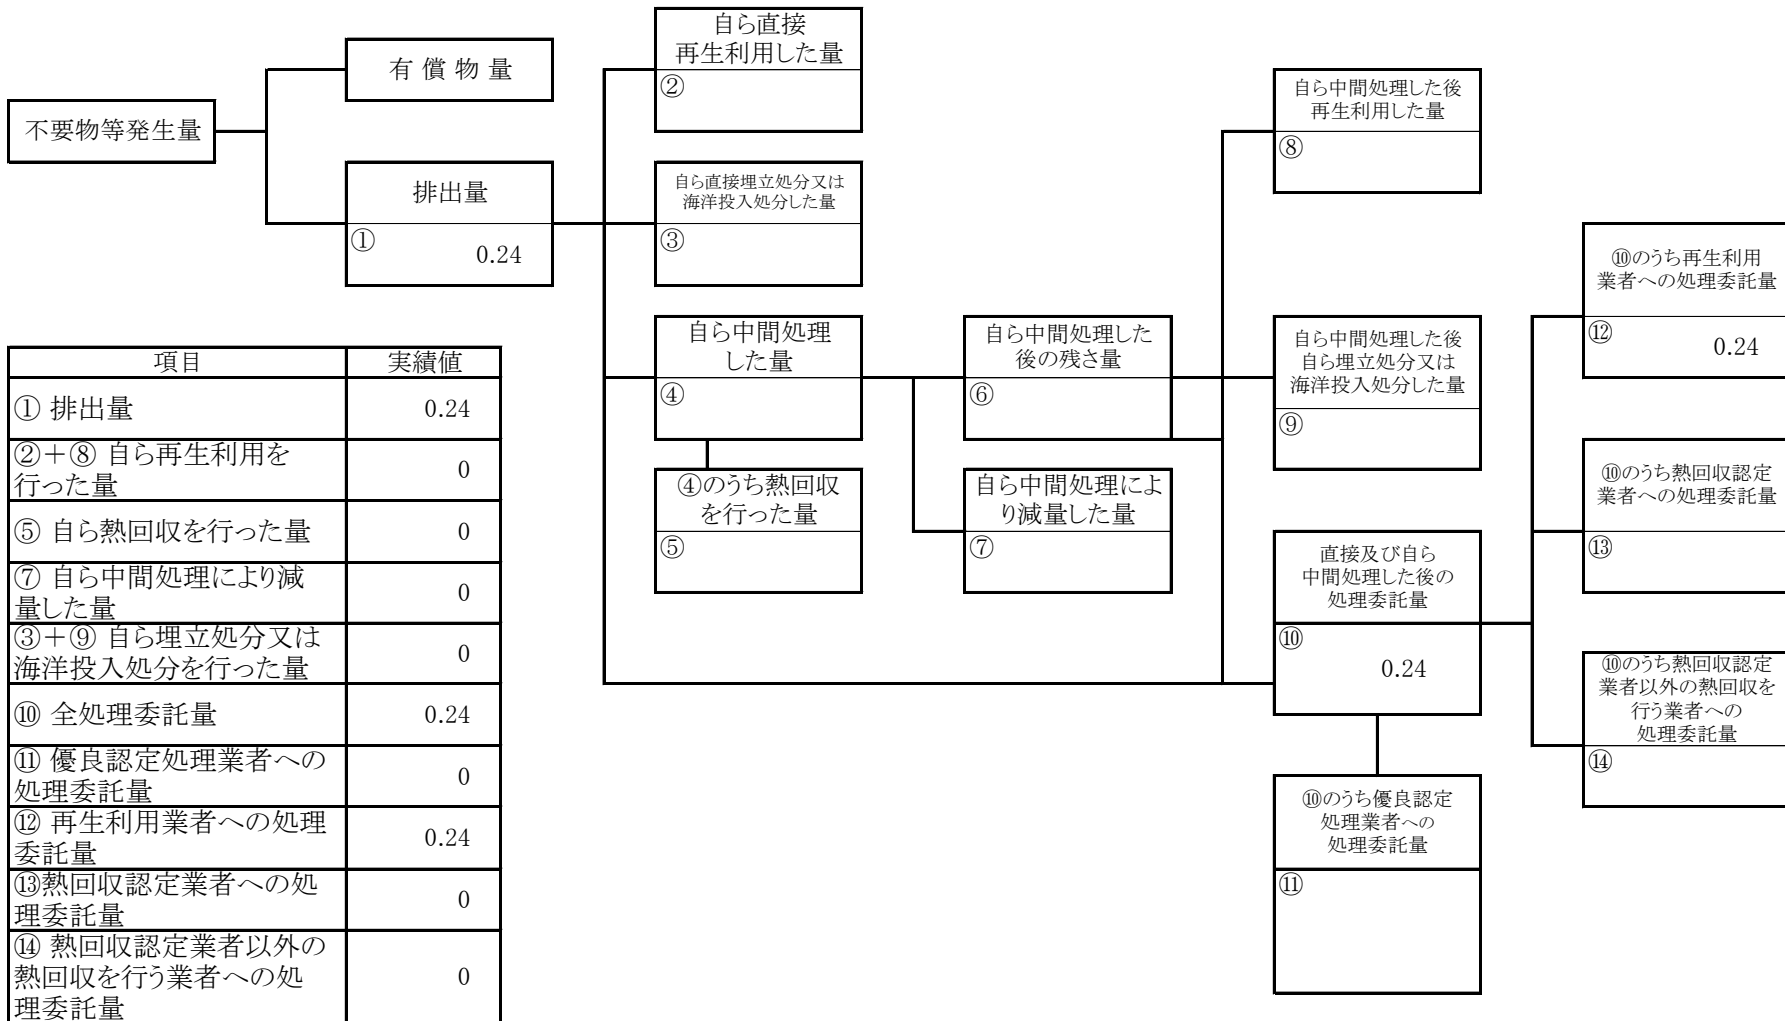 不要物等発生量
有償物量
排出量
①
0.24
自ら直接
再生利用した量
②
自ら直接埋立処分又は
海洋投入処分した量
③
自ら中間処理
した量
④
④のうち熱回収
を行った量
⑤
自ら中間処理した
後の残さ量
⑥
自ら中間処理によ
り減量した量
⑦
自ら中間処理した後
再生利用した量
⑧
自ら中間処理した後
自ら埋立処分又は
海洋投入処分した量
⑨
直接及び自ら
中間処理した後の
処理委託量
⑩
0.24
⑩のうち優良認定
処理業者への
処理委託量
⑪
⑩のうち再生利用
業者への処理委託量
⑫
0.24
⑩のうち熱回収認定
業者への処理委託量
⑬
⑩のうち熱回収認定
業者以外の熱回収を
行う業者への
処理委託量
⑭
項目 実績値
① 排出量 0.24
②+⑧ 自ら再生利用を
行った量 0
⑤ 自ら熱回収を行った量 0
⑦ 自ら中間処理により減
量した量 0
③+⑨ 自ら埋立処分又は
海洋投入処分を行った量 0
⑩ 全処理委託量 0.24
⑪ 優良認定処理業者への
処理委託量 0
⑫ 再生利用業者への処理
委託量 0.24
⑬熱回収認定業者への処
理委託量 0
⑭ 熱回収認定業者以外の
熱回収を行う業者への処 0
理委託量